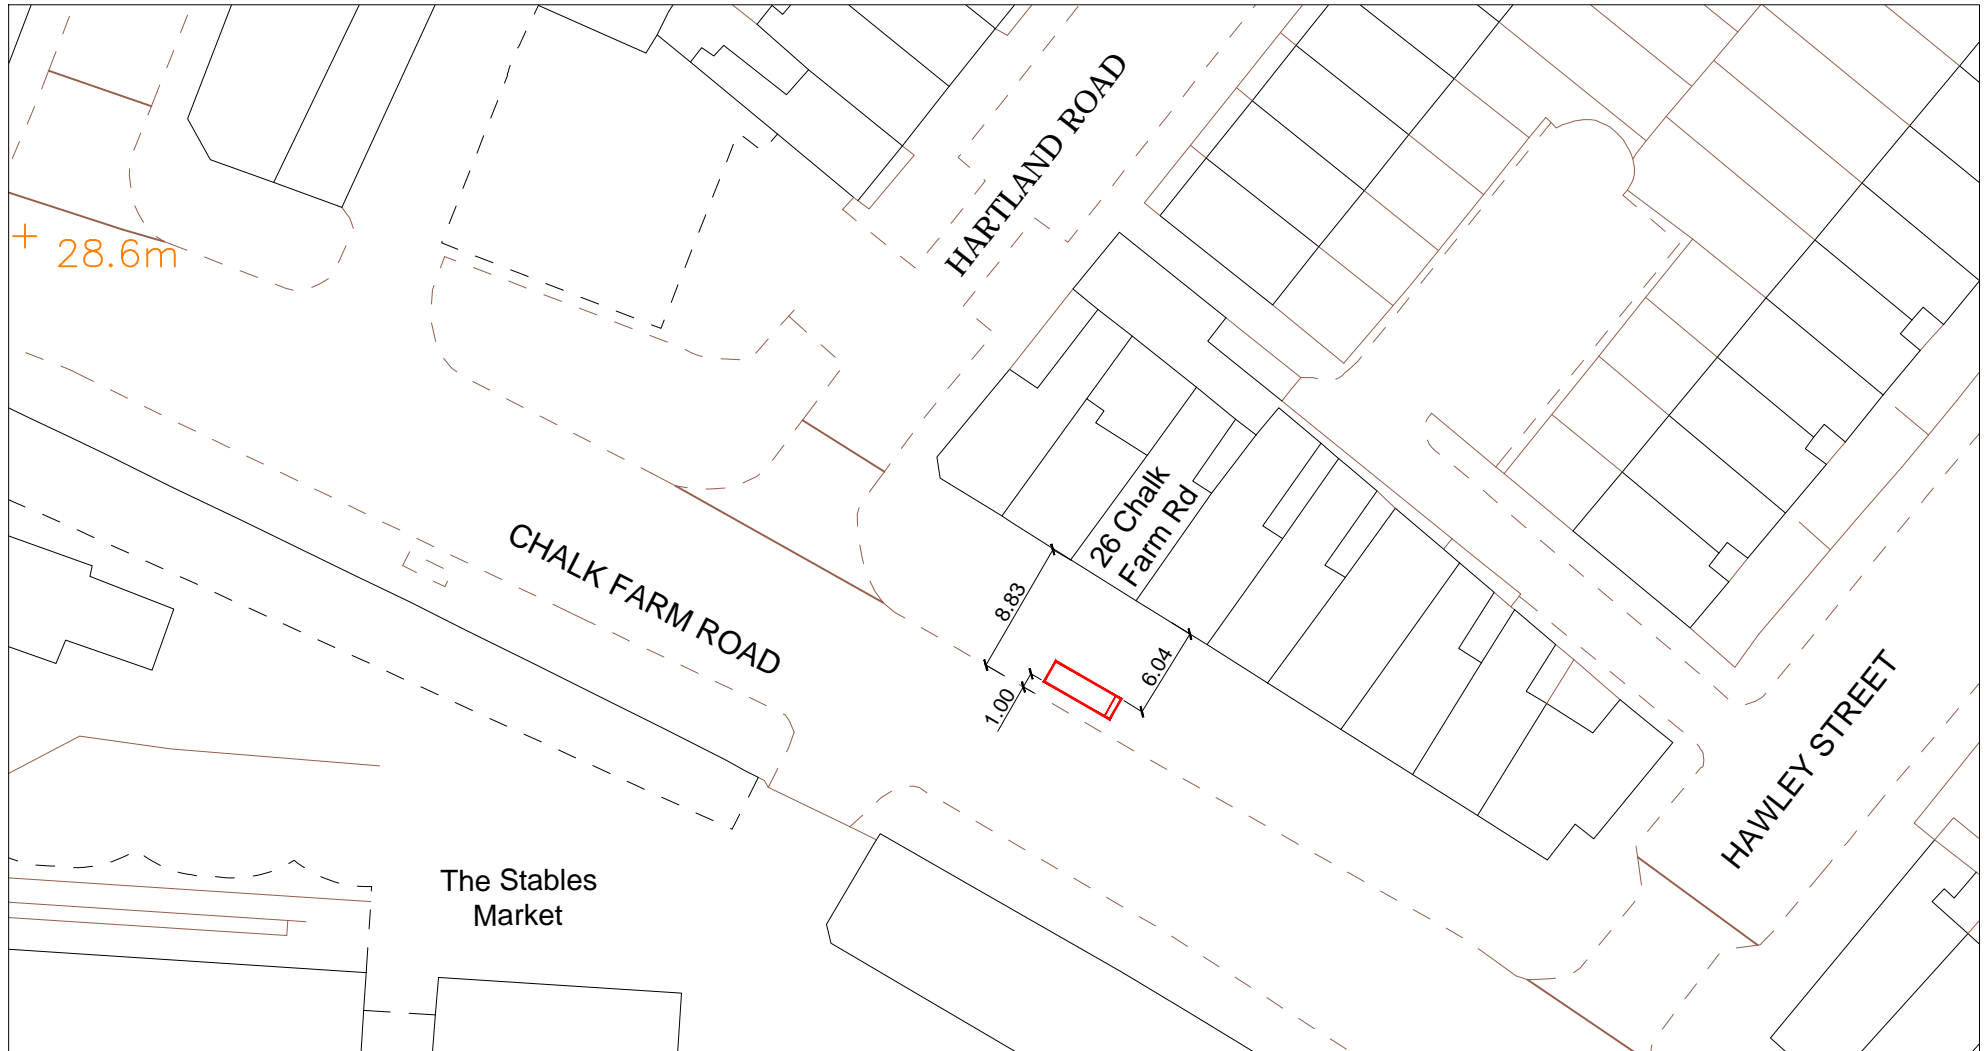 HARTLAND ROAD
28.6m
26 Chalk
Farm Rd
CHALK FARM ROAD
8.83
6.04
1.00
HAWLEY STREET
The Stables
Market